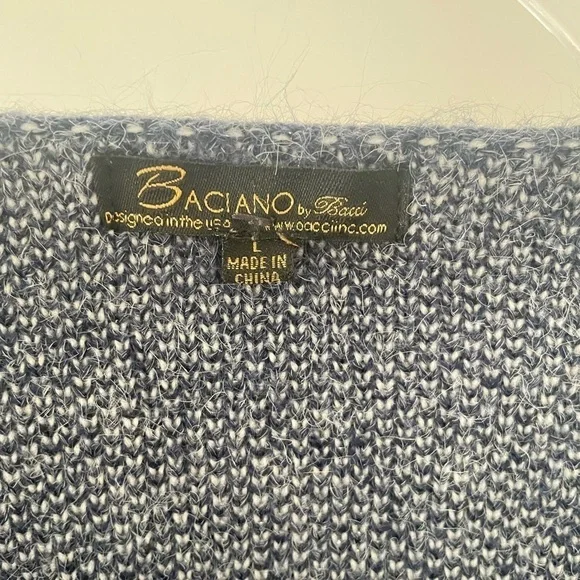 BACIANO by Bacci
Designed in the USA www.bacciinc.com
L
MADE IN
CHINA